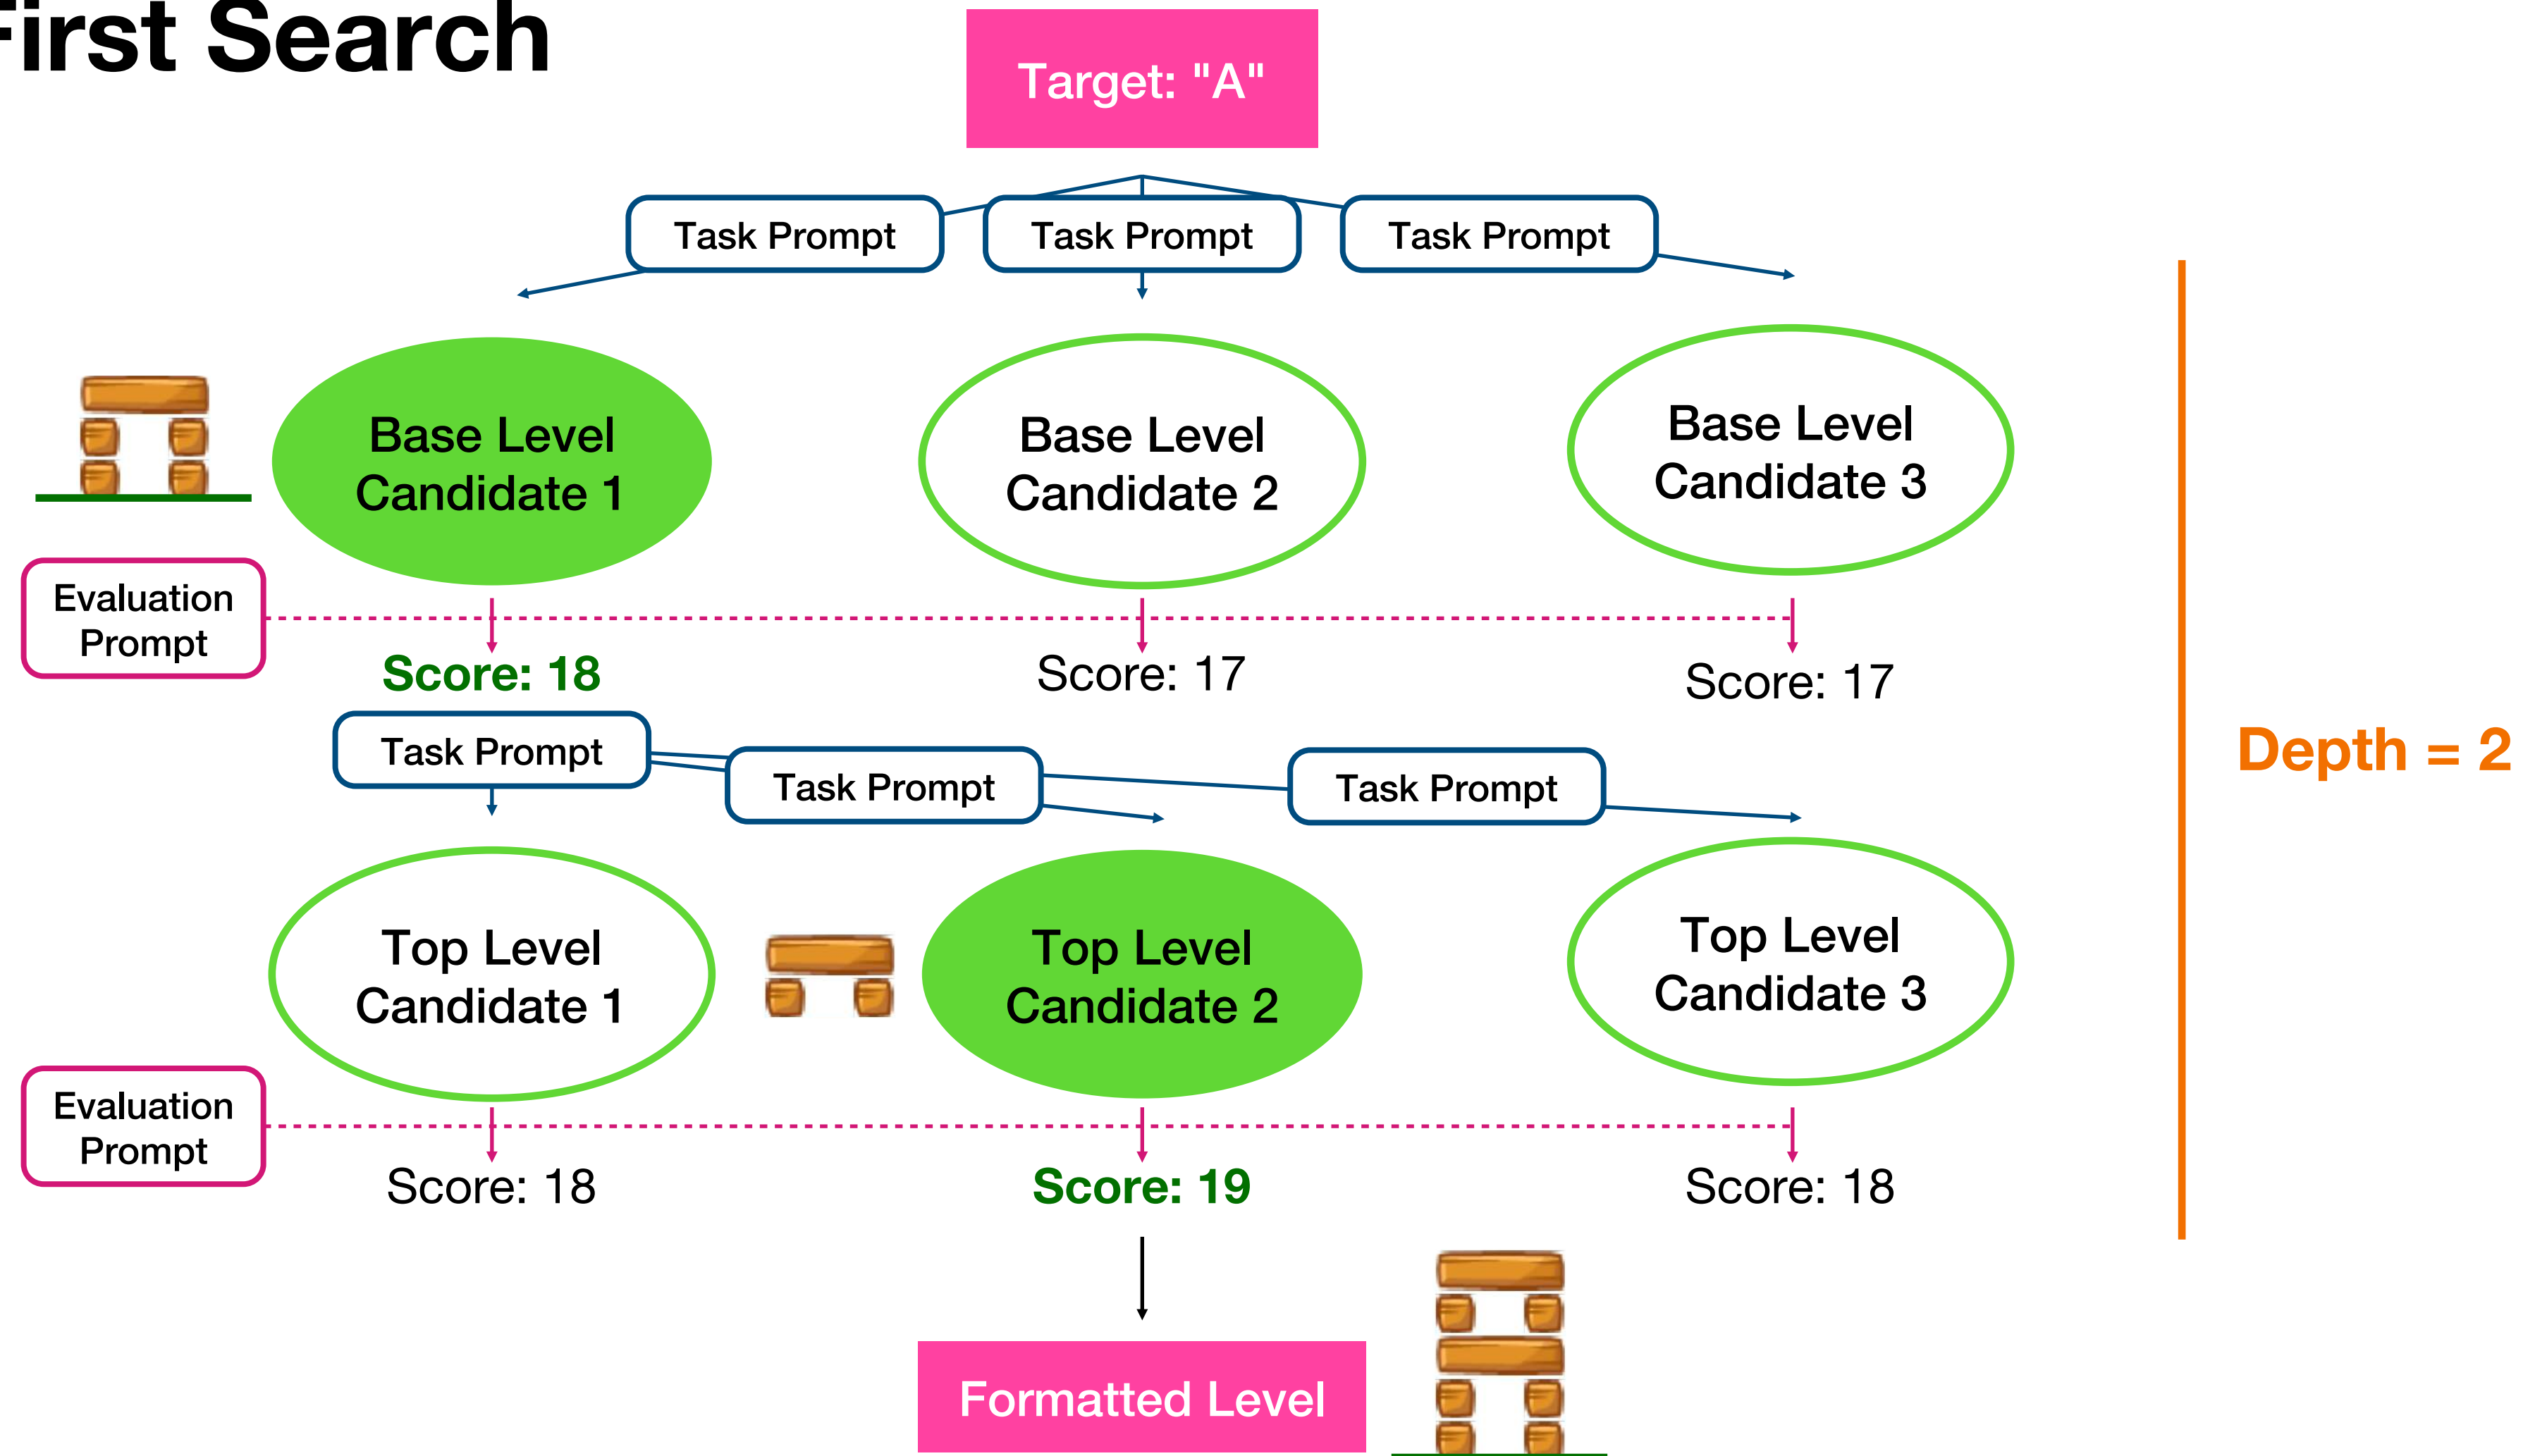 First Search
Target: "A"
Task Prompt
Task Prompt
Task Prompt
Base Level
Candidate 1
Base Level
Candidate 2
Base Level
Candidate 3
Evaluation
Prompt
Score: 18
Score: 17
Score: 17
Task Prompt
Task Prompt
Task Prompt
Depth = 2
Top Level
Candidate 1
Top Level
Candidate 2
Top Level
Candidate 3
Evaluation
Prompt
Score: 18
Score: 19
Score: 18
Formatted Level